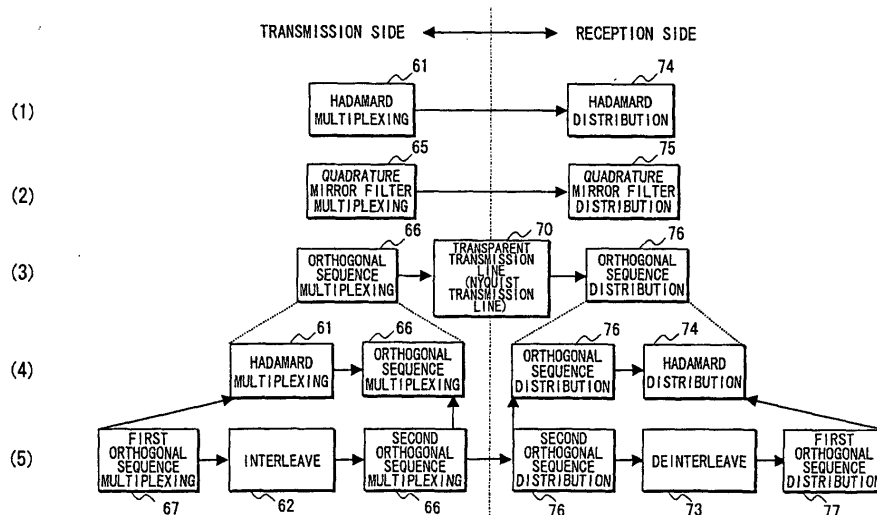 TRANSMISSION SIDE
RECEPTION SIDE
(1)
61
HADAMARD
MULTIPLEXING
74
HADAMARD
DISTRIBUTION
(2)
65
QUADRATURE
MIRROR FILTER
MULTIPLEXING
75
QUADRATURE
MIRROR FILTER
DISTRIBUTION
(3)
66
ORTHOGONAL
SEQUENCE
MULTIPLEXING
70
TRANSPARENT
TRANSMISSION
LINE
(NYQUIST
TRANSMISSION
LINE)
76
ORTHOGONAL
SEQUENCE
DISTRIBUTION
(4)
61
HADAMARD
MULTIPLEXING
66
ORTHOGONAL
SEQUENCE
MULTIPLEXING
76
ORTHOGONAL
SEQUENCE
DISTRIBUTION
74
HADAMARD
DISTRIBUTION
(5)
FIRST
ORTHOGONAL
SEQUENCE
MULTIPLEXING
67
INTERLEAVE
62
SECOND
ORTHOGONAL
SEQUENCE
MULTIPLEXING
66
SECOND
ORTHOGONAL
SEQUENCE
DISTRIBUTION
76
DEINTERLEAVE
73
FIRST
ORTHOGONAL
SEQUENCE
DISTRIBUTION
77